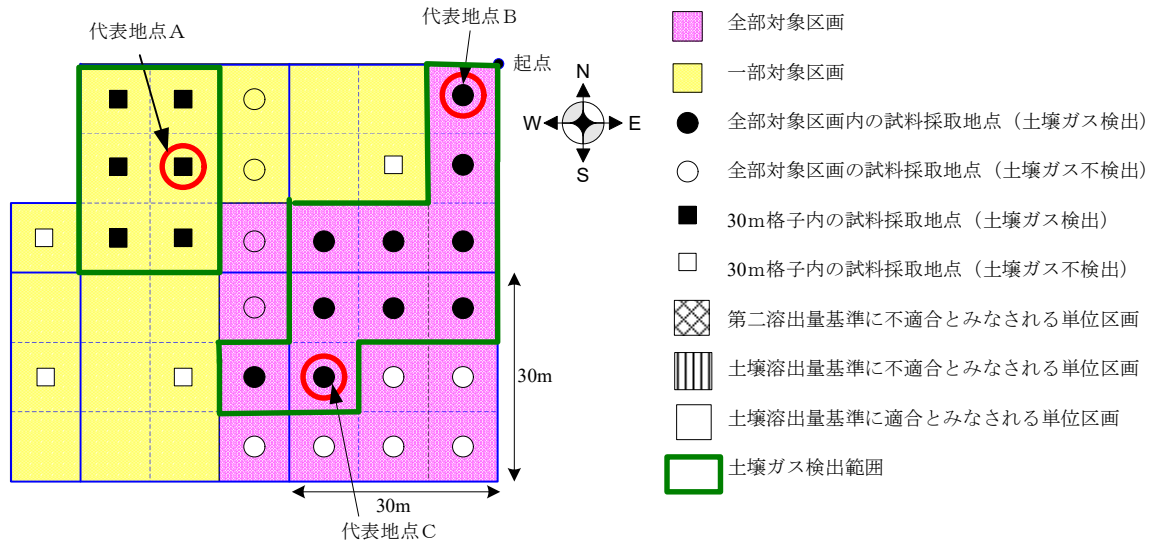 代表地点A
代表地点B
起点
N
W
E
S
30m
30m
代表地点C
全部対象区画
一部対象区画
全部対象区画内の試料採取地点（土壌ガス検出）
全部対象区画の試料採取地点（土壌ガス不検出）
30m格子内の試料採取地点（土壌ガス検出）
30m格子内の試料採取地点（土壌ガス不検出）
第二溶出量基準に不適合とみなされる単位区画
土壌溶出量基準に不適合とみなされる単位区画
土壌溶出量基準に適合とみなされる単位区画
土壌ガス検出範囲